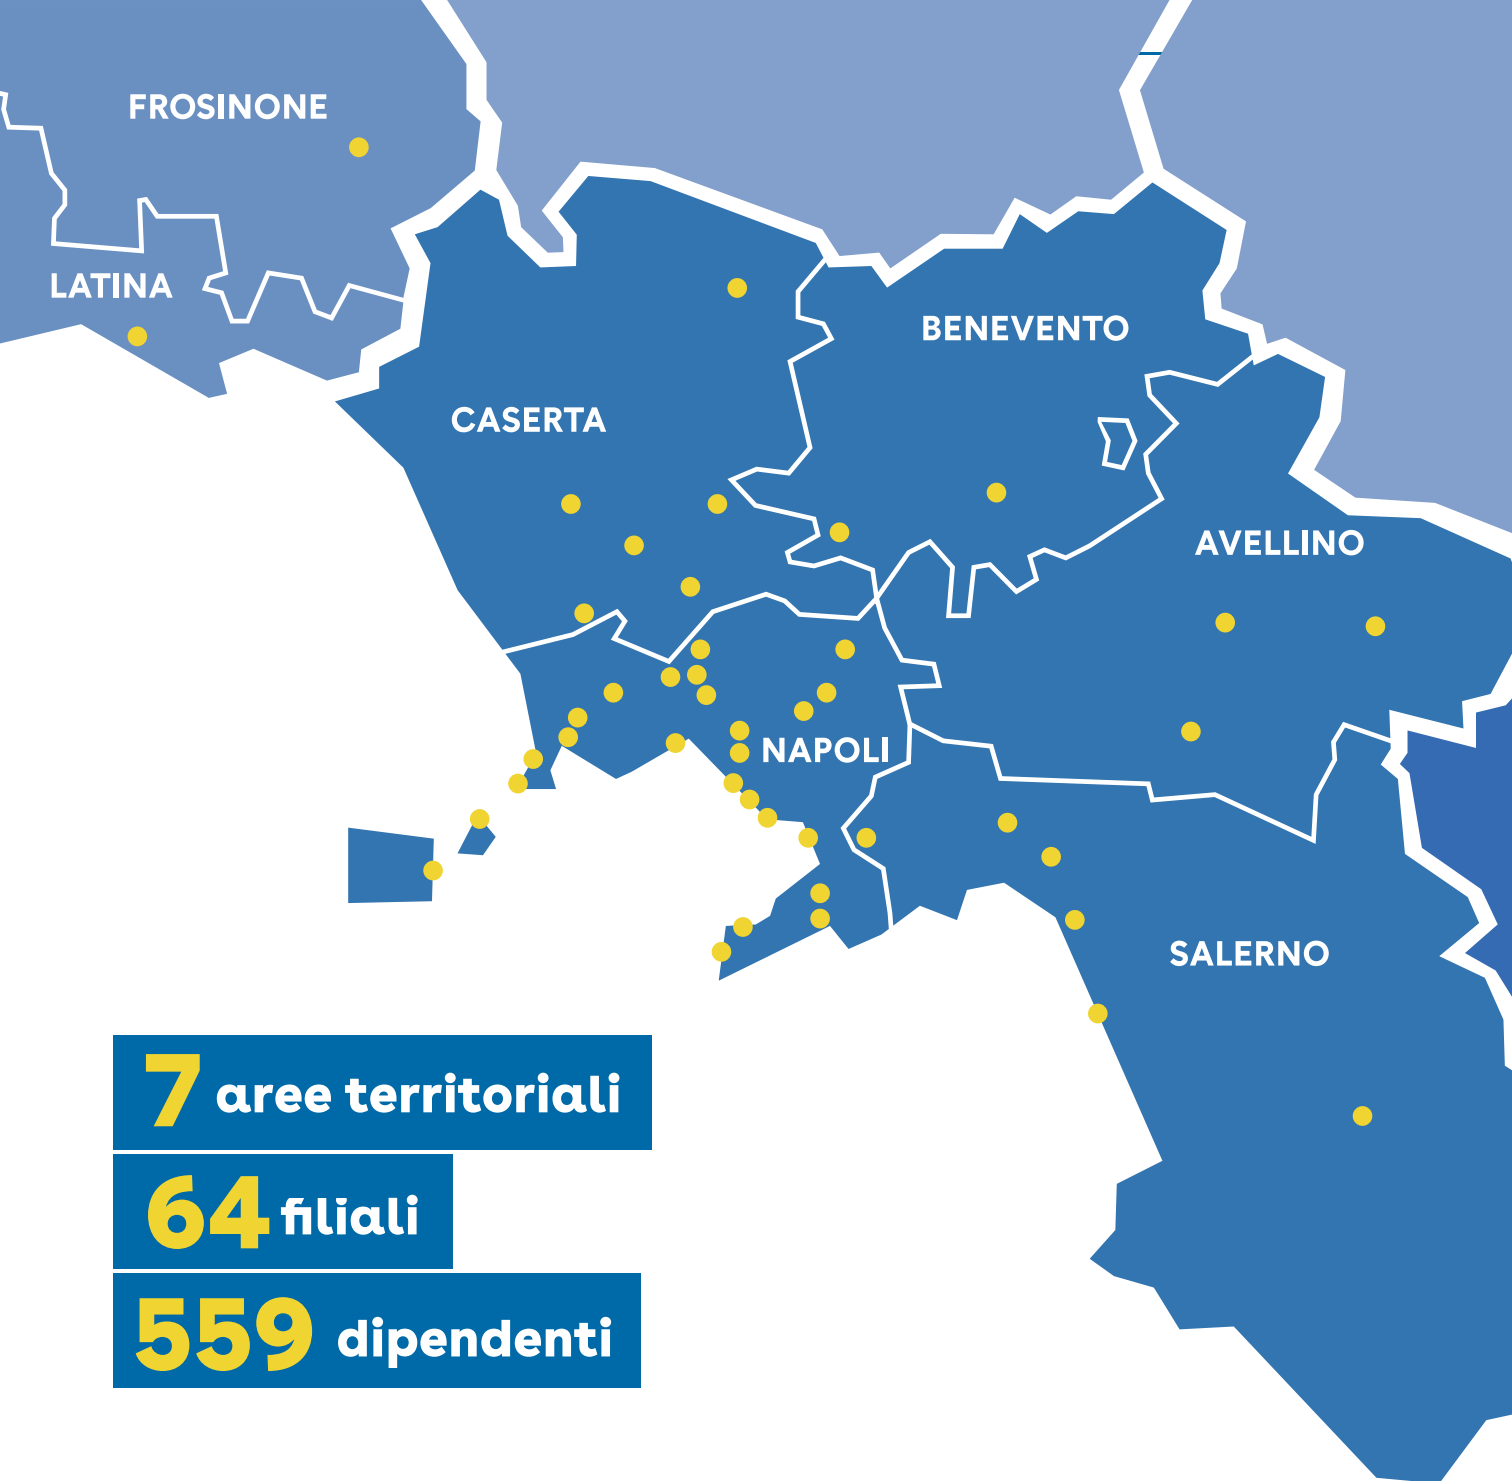 FROSINONE
LATINA
BENEVENTO
CASERTA
AVELLINO
NAPOLI
SALERNO
7 aree territoriali
64 filiali
559 dipendenti